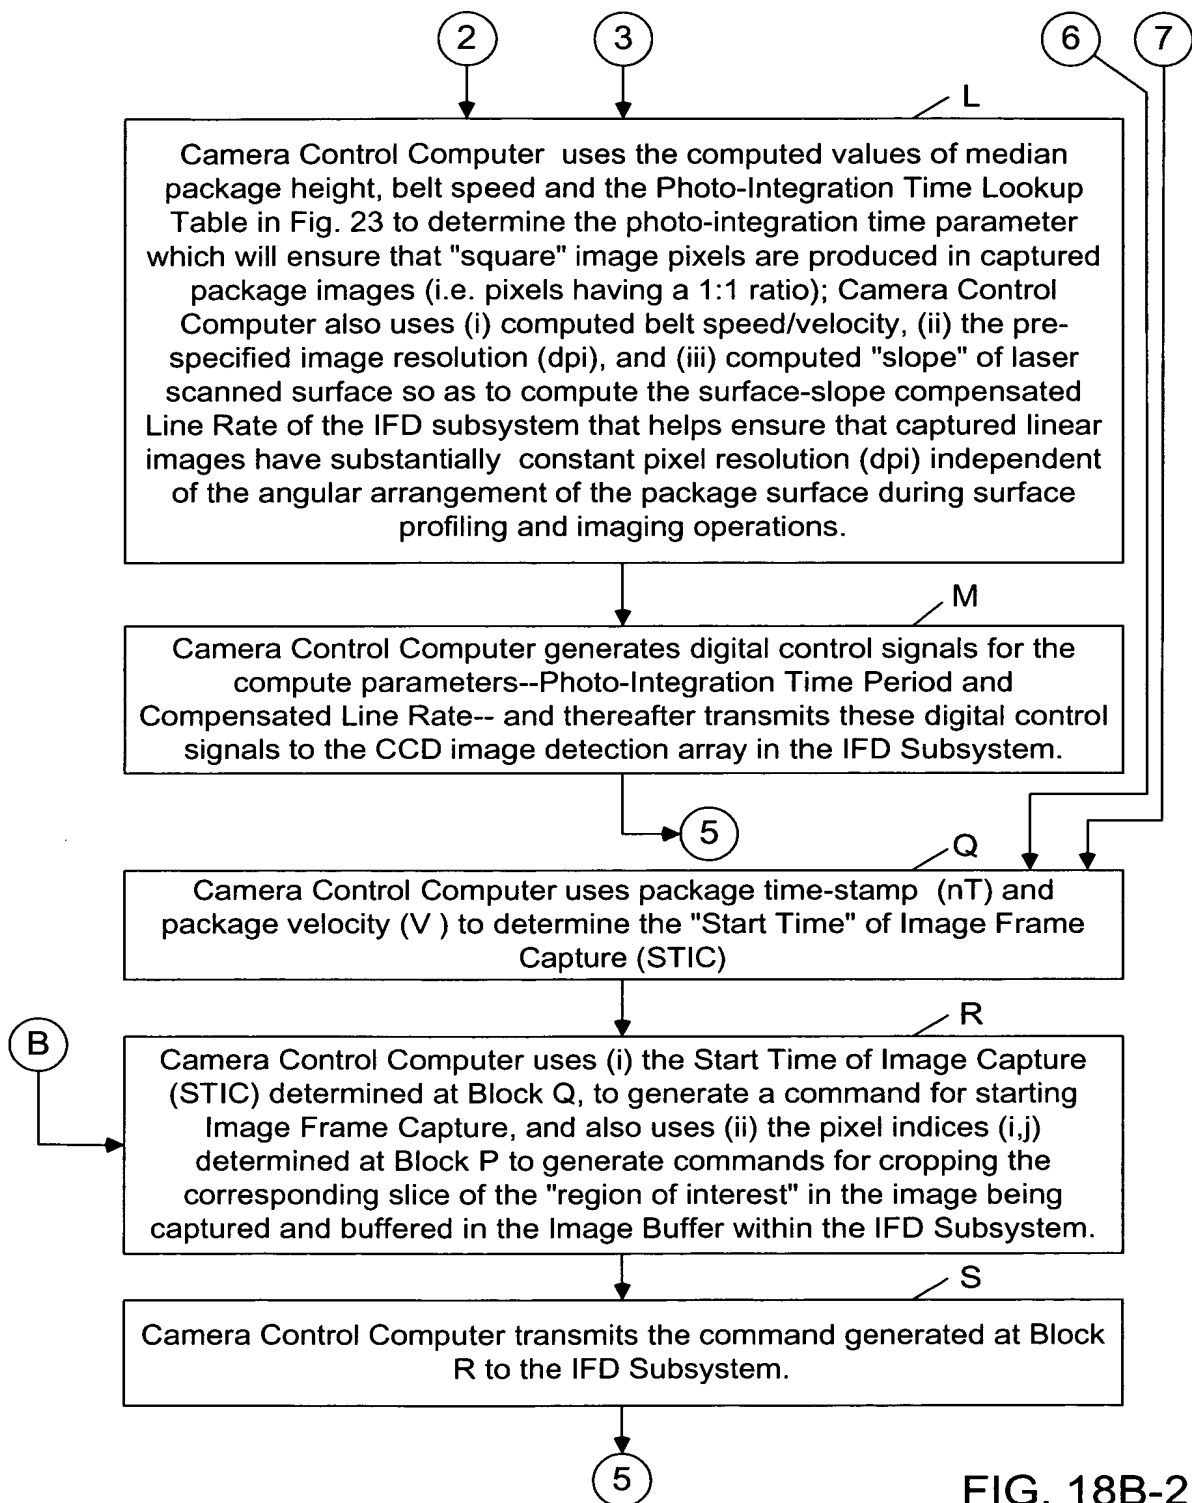 2 3 6 7
L
Camera Control Computer uses the computed values of median
package height, belt speed and the Photo-Integration Time Lookup
Table in Fig. 23 to determine the photo-integration time parameter
which will ensure that "square" image pixels are produced in captured
package images (i.e. pixels having a 1:1 ratio); Camera Control
Computer also uses (i) computed belt speed/velocity, (ii) the pre-
specified image resolution (dpi), and (iii) computed "slope" of laser
scanned surface so as to compute the surface-slope compensated
Line Rate of the IFD subsystem that helps ensure that captured linear
images have substantially constant pixel resolution (dpi) independent
of the angular arrangement of the package surface during surface
profiling and imaging operations.
M
Camera Control Computer generates digital control signals for the
compute parameters--Photo-Integration Time Period and
Compensated Line Rate-- and thereafter transmits these digital control
signals to the CCD image detection array in the IFD Subsystem.
5
Q
Camera Control Computer uses package time-stamp (nT) and
package velocity (V ) to determine the "Start Time" of Image Frame
Capture (STIC)
R
B
Camera Control Computer uses (i) the Start Time of Image Capture
(STIC) determined at Block Q, to generate a command for starting
Image Frame Capture, and also uses (ii) the pixel indices (i,j)
determined at Block P to generate commands for cropping the
corresponding slice of the "region of interest" in the image being
captured and buffered in the Image Buffer within the IFD Subsystem.
S
Camera Control Computer transmits the command generated at Block
R to the IFD Subsystem.
5
FIG. 18B-2